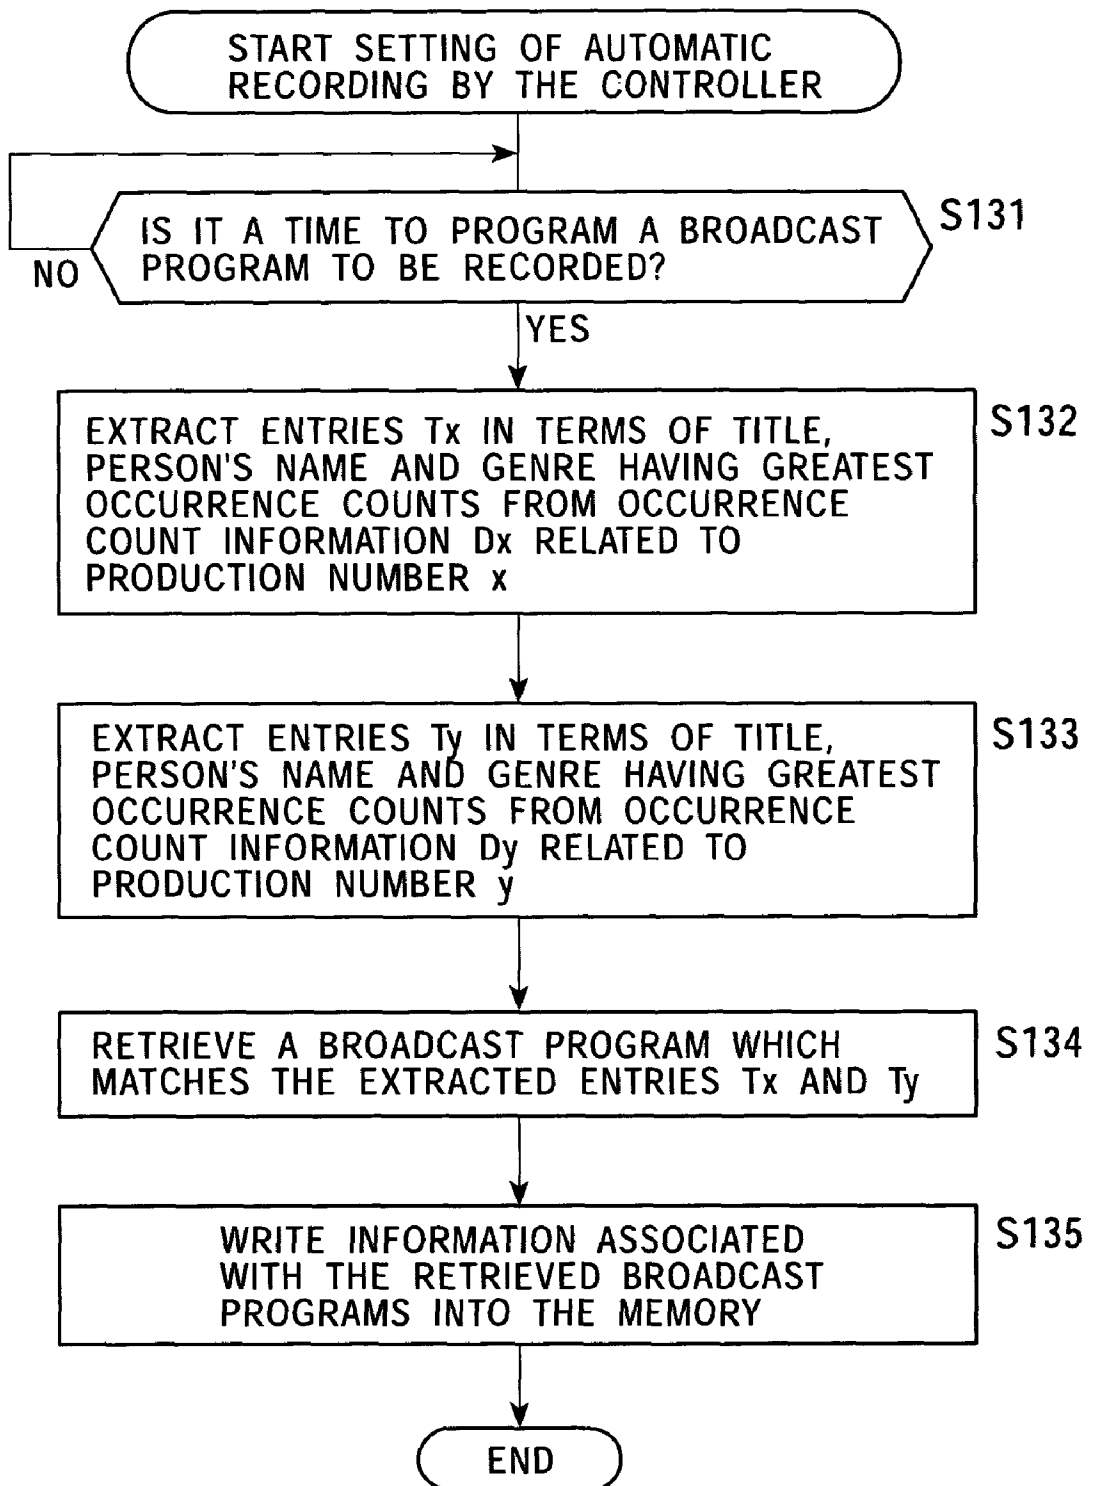 START SETTING OF AUTOMATIC
RECORDING BY THE CONTROLLER
IS IT A TIME TO PROGRAM A BROADCAST
PROGRAM TO BE RECORDED?
S131
NO
YES
EXTRACT ENTRIES Tx IN TERMS OF TITLE,
PERSON'S NAME AND GENRE HAVING GREATEST
OCCURRENCE COUNTS FROM OCCURRENCE
COUNT INFORMATION Dx RELATED TO
PRODUCTION NUMBER x
S132
EXTRACT ENTRIES Ty IN TERMS OF TITLE,
PERSON'S NAME AND GENRE HAVING GREATEST
OCCURRENCE COUNTS FROM OCCURRENCE
COUNT INFORMATION Dy RELATED TO
PRODUCTION NUMBER y
S133
RETRIEVE A BROADCAST PROGRAM WHICH
MATCHES THE EXTRACTED ENTRIES Tx AND Ty
S134
WRITE INFORMATION ASSOCIATED
WITH THE RETRIEVED BROADCAST
PROGRAMS INTO THE MEMORY
S135
END